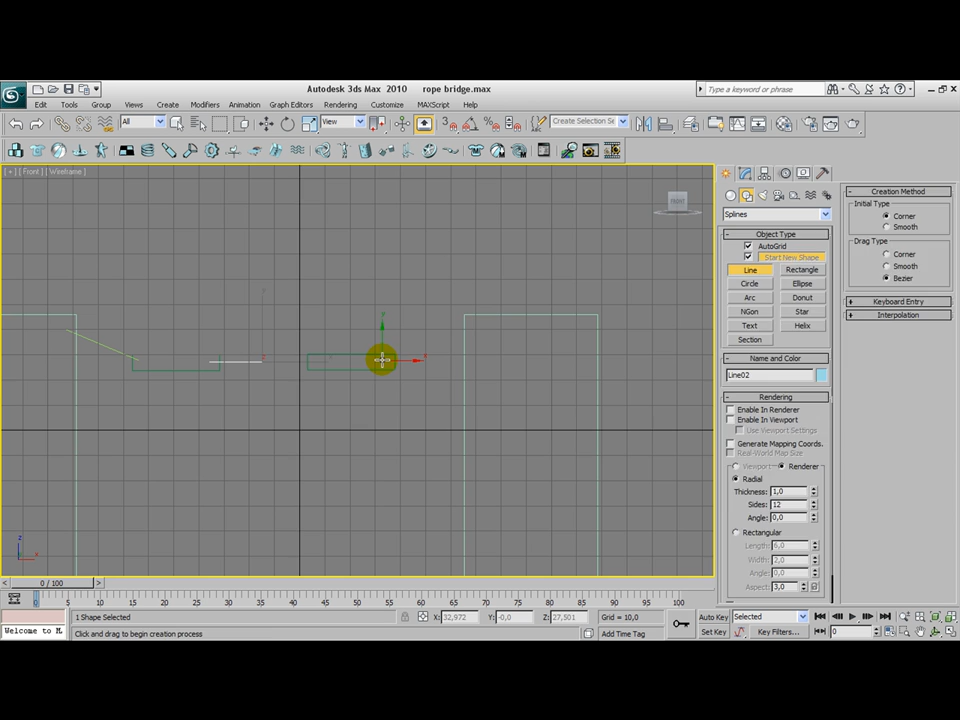 Autodesk 3ds Max 2010 rope bridge.max
Type a keyword or phrase
Edit Tools Group Views Create Modifiers Animation Graph Editors Rendering Customize MAXScript Help
All View Create Selection Se
[ + ] [ Front ] [ Wireframe ]
FRONT
Splines
Object Type
AutoGrid
Start New Shape
Line Rectangle
Circle Ellipse
Arc Donut
NGon Star
Text Helix
Section
Name and Color
Line02
Rendering
Enable In Renderer
Enable In Viewport
Use Viewport Settings
Generate Mapping Coords.
Real-World Map Size
Viewport Renderer
Radial
Thickness: 1,0
Sides: 12
Angle: 0,0
Rectangular
Length: 6,0
Width: 2,0
Angle: 0,0
Aspect: 3,0
Creation Method
Initial Type
Corner
Smooth
Drag Type
Corner
Smooth
Bezier
Keyboard Entry
Interpolation
0 / 100
0 5 10 15 20 25 30 35 40 45 50 55 60 65 70 75 80 85 90 95 100
1 Shape Selected X: 32,972 Y: -0,0 Z: 27,501 Grid = 10,0 Auto Key Selected
Welcome to M Click and drag to begin creation process Add Time Tag Set Key Key Filters... 0